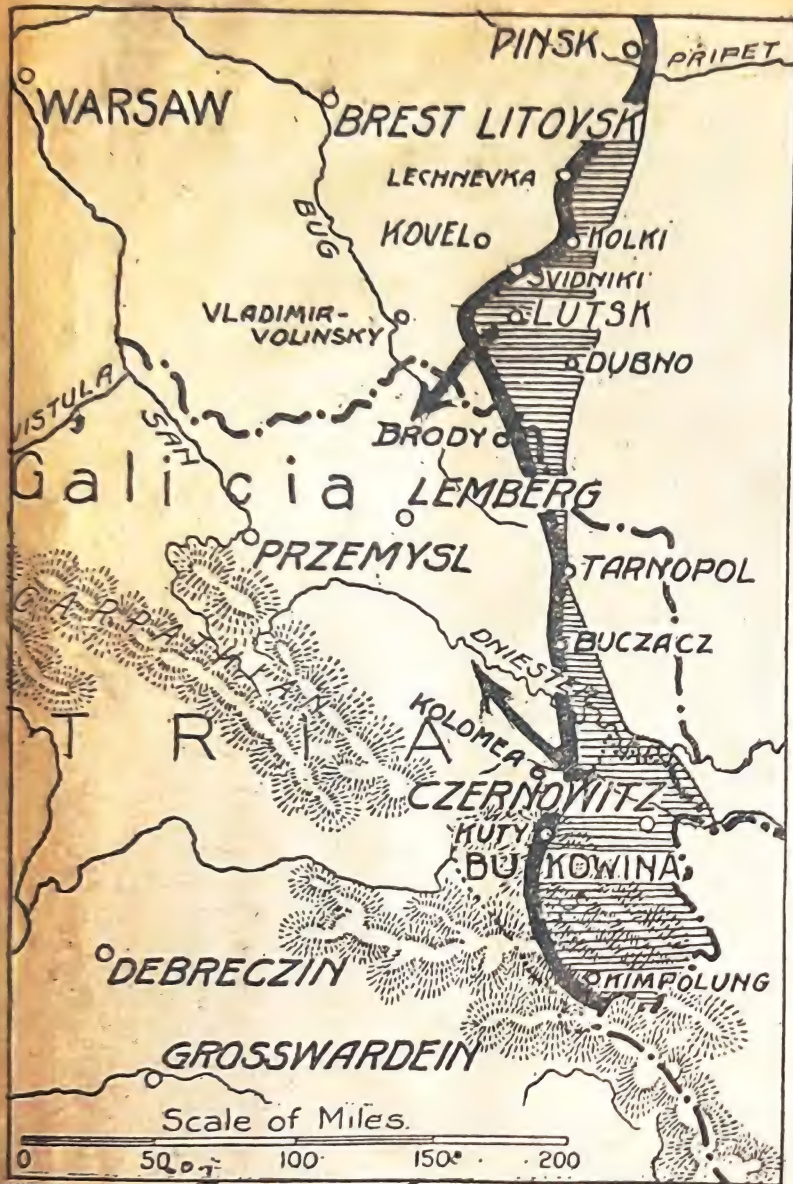 PINSK
PRIPET
WARSAW
BREST LITOVSK
LECHNEVKA
BUG
KOVEL
KOLKI
SVIDNIKI
VLADIMIR-
VOLINSKY
LUTSK
DUBNO
VISTULA
SAN
BRODY
Galicia
LEMBERG
PRZEMYSL
TARNOPOL
CARPATHIAN
BUCZACZ
DNIESTER
TRIA
KOLOMEA
CZERNOWITZ
KUTY
BUKOWINA
KIMPOLUNG
DEBRECZIN
GROSSWARDEIN
Scale of Miles.
0 50 100 150 200